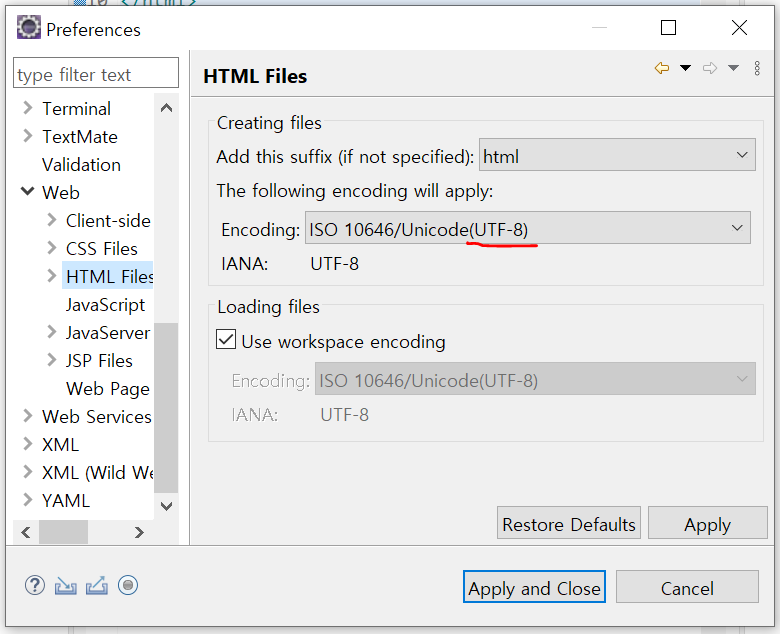 10 </html>
Preferences
type filter text
Terminal
TextMate
Validation
Web
Client-side
CSS Files
HTML Files
JavaScript
JavaServer
JSP Files
Web Page
Web Services
XML
XML (Wild We
YAML
HTML Files
Creating files
Add this suffix (if not specified): html
The following encoding will apply:
Encoding: ISO 10646/Unicode(UTF-8)
IANA: UTF-8
Loading files
Use workspace encoding
Encoding: ISO 10646/Unicode(UTF-8)
IANA: UTF-8
Restore Defaults Apply
Apply and Close Cancel